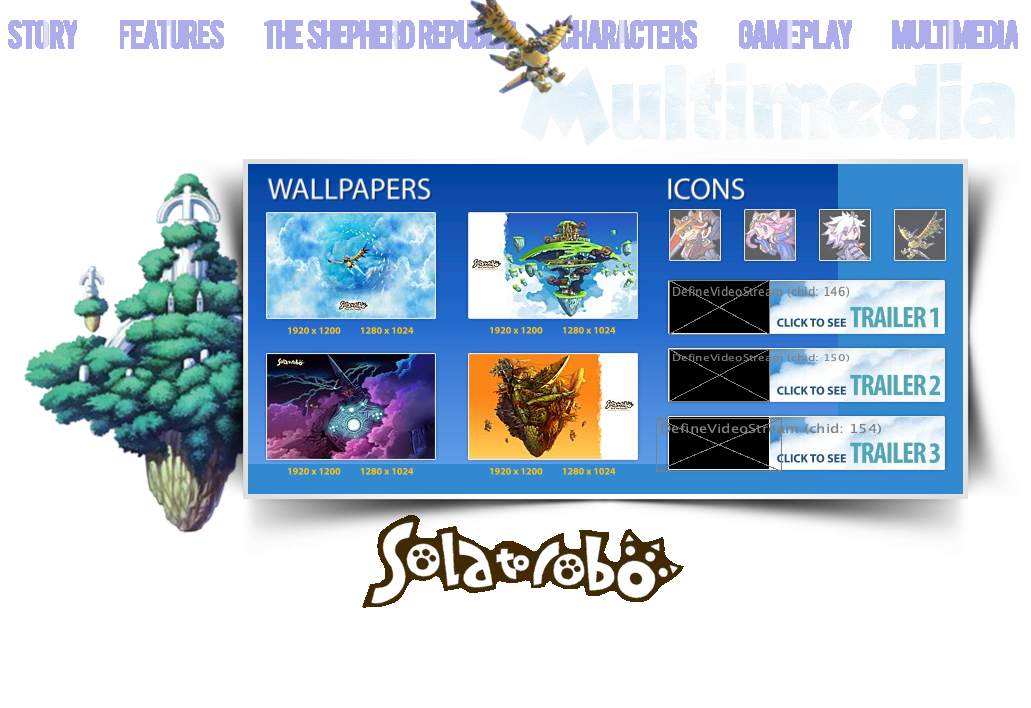 STORY FEATURES THE SHEPHERD REPUBLIC CHARACTERS GAMEPLAY MULTIMEDIA
Multimedia
WALLPAPERS
1920 x 1200 1280 x 1024
1920 x 1200 1280 x 1024
1920 x 1200 1280 x 1024
1920 x 1200 1280 x 1024
ICONS
DefineVideoStream (chid: 146)
CLICK TO SEE TRAILER 1
DefineVideoStream (chid: 150)
CLICK TO SEE TRAILER 2
DefineVideoStream (chid: 154)
CLICK TO SEE TRAILER 3
Solatorobo